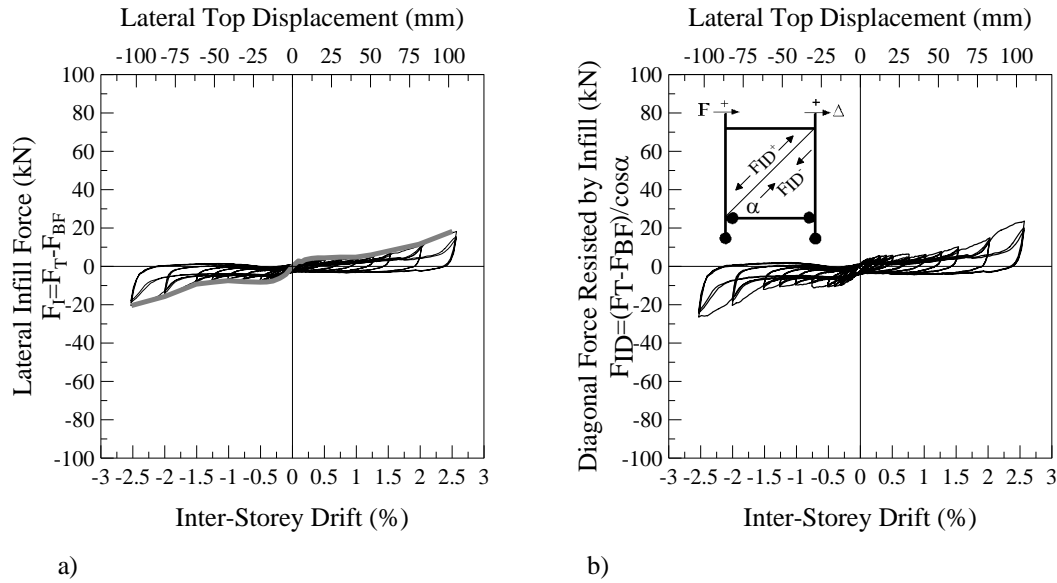 Lateral Top Displacement (mm)
-100 -75 -50 -25 0 25 50 75 100
100
80
60
40
20
0
-20
-40
-60
-80
-100
Lateral Infill Force (kN)
FI=FT-FBF
-3 -2.5 -2 -1.5 -1 -0.5 0 0.5 1 1.5 2 2.5 3
Inter-Storey Drift (%)
a)
Lateral Top Displacement (mm)
-100 -75 -50 -25 0 25 50 75 100
100
80
60
40
20
0
-20
-40
-60
-80
-100
Diagonal Force Resisted by Infill (kN)
FID=(FT-FBF)/cosα
F + + Δ
FID+
FID-
α
-3 -2.5 -2 -1.5 -1 -0.5 0 0.5 1 1.5 2 2.5 3
Inter-Storey Drift (%)
b)